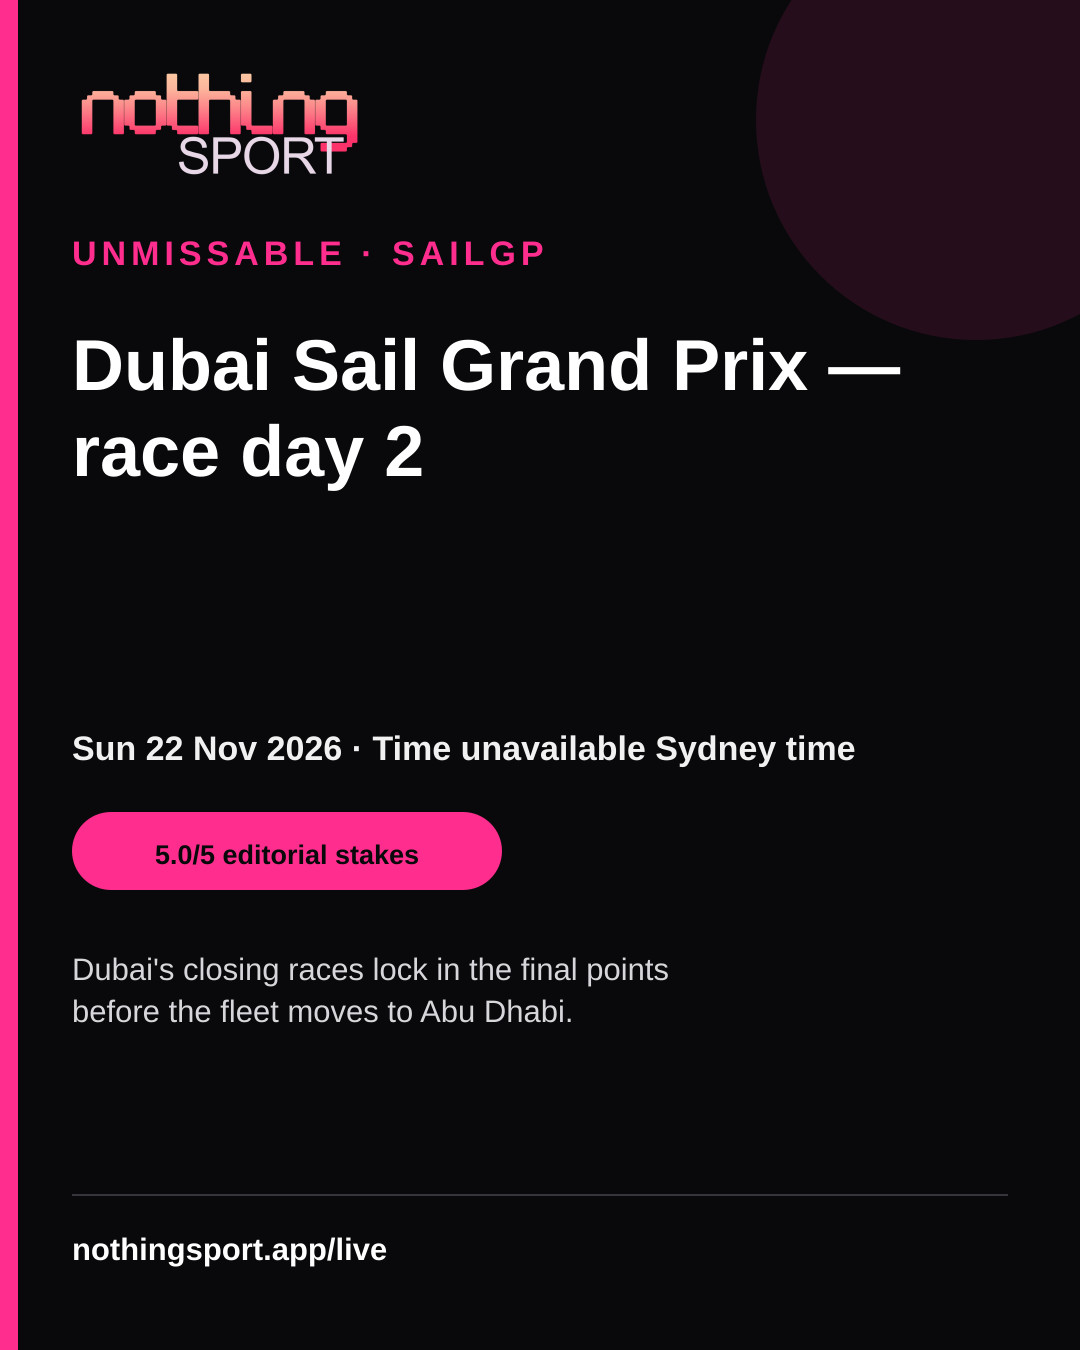 nothing
SPORT
UNMISSABLE · SAILGP
Dubai Sail Grand Prix —
race day 2
Sun 22 Nov 2026 · Time unavailable Sydney time
5.0/5 editorial stakes
Dubai's closing races lock in the final points
before the fleet moves to Abu Dhabi.
nothingsport.app/live